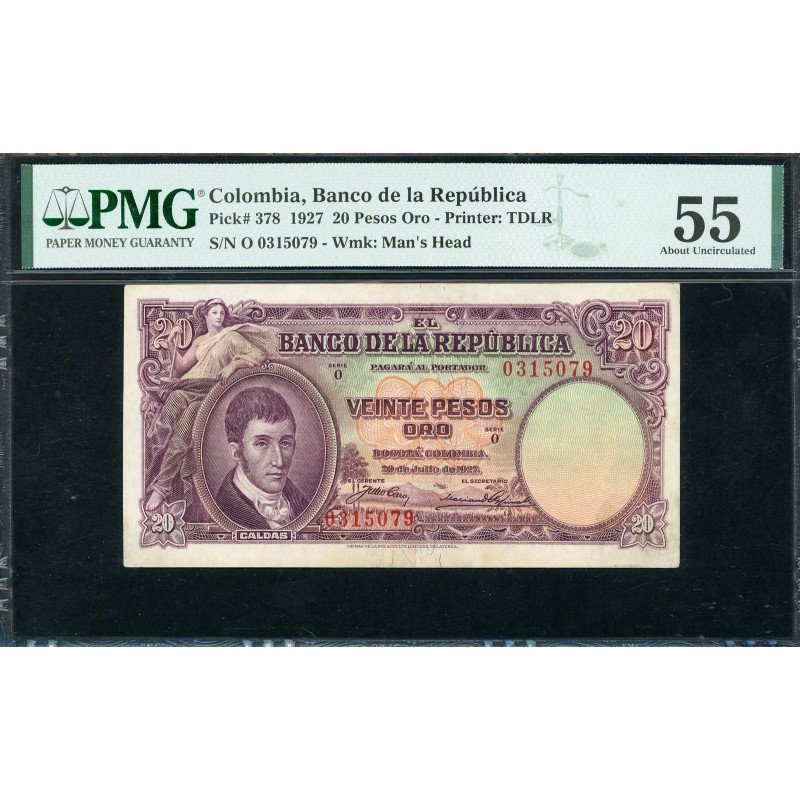 PMG®
PAPER MONEY GUARANTY
Colombia, Banco de la República
Pick# 378 1927 20 Pesos Oro - Printer: TDLR
S/N O 0315079 - Wmk: Man's Head
55
About Uncirculated
20
EL
20
BANCO DE LA REPÚBLICA
PAGARÁ AL PORTADOR
SERIE
O
0315079
VEINTE PESOS
ORO
SERIE
O
BOGOTÁ, COLOMBIA.
20 de Julio de 1927.
EL GERENTE
EL SECRETARIO
Julio Caro
0315079
20
20
CALDAS